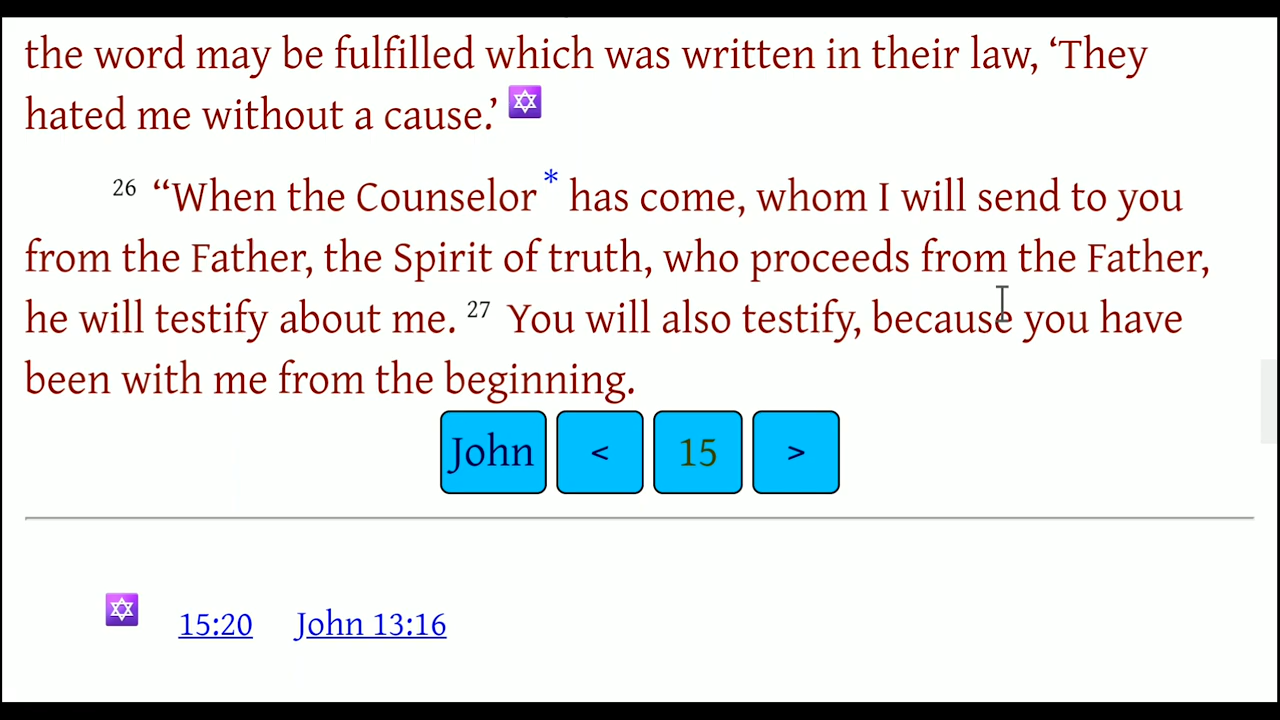 the word may be fulfilled which was written in their law, ‘They
hated me without a cause.’ 🔯
26 “When the Counselor * has come, whom I will send to you
from the Father, the Spirit of truth, who proceeds from the Father,
he will testify about me. 27 You will also testify, because you have
been with me from the beginning.
John < 15 >
🔯 15:20 John 13:16